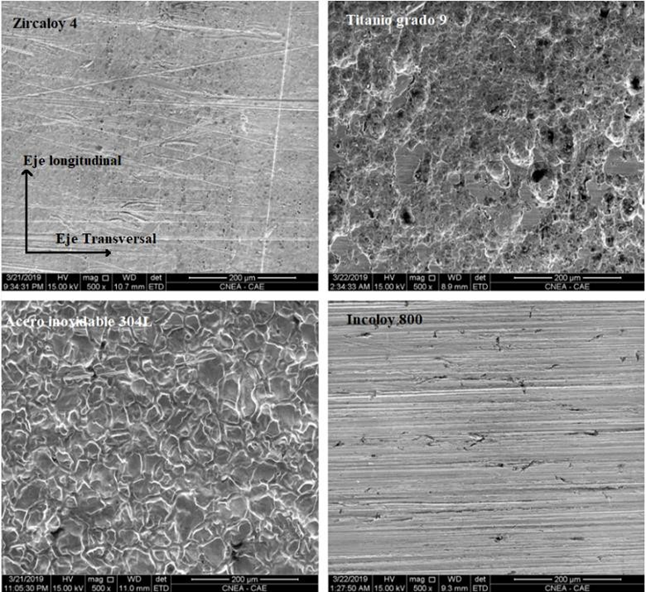 Zircaloy 4
Eje longitudinal
Eje Transversal
3/21/2019 HV mag WD det 200 µm
9:34:31 PM 15.00 kV 500 x 10.7 mm ETD CNEA - CAE
Titanio grado 9
3/22/2019 HV mag WD det 200 µm
2:34:33 AM 15.00 kV 500 x 8.9 mm ETD CNEA - CAE
Acero inoxidable 304L
3/21/2019 HV mag WD det 200 µm
11:05:30 PM 15.00 kV 500 x 11.0 mm ETD CNEA - CAE
Incoloy 800
3/22/2019 HV mag WD det 200 µm
1:27:50 AM 15.00 kV 500 x 9.3 mm ETD CNEA - CAE